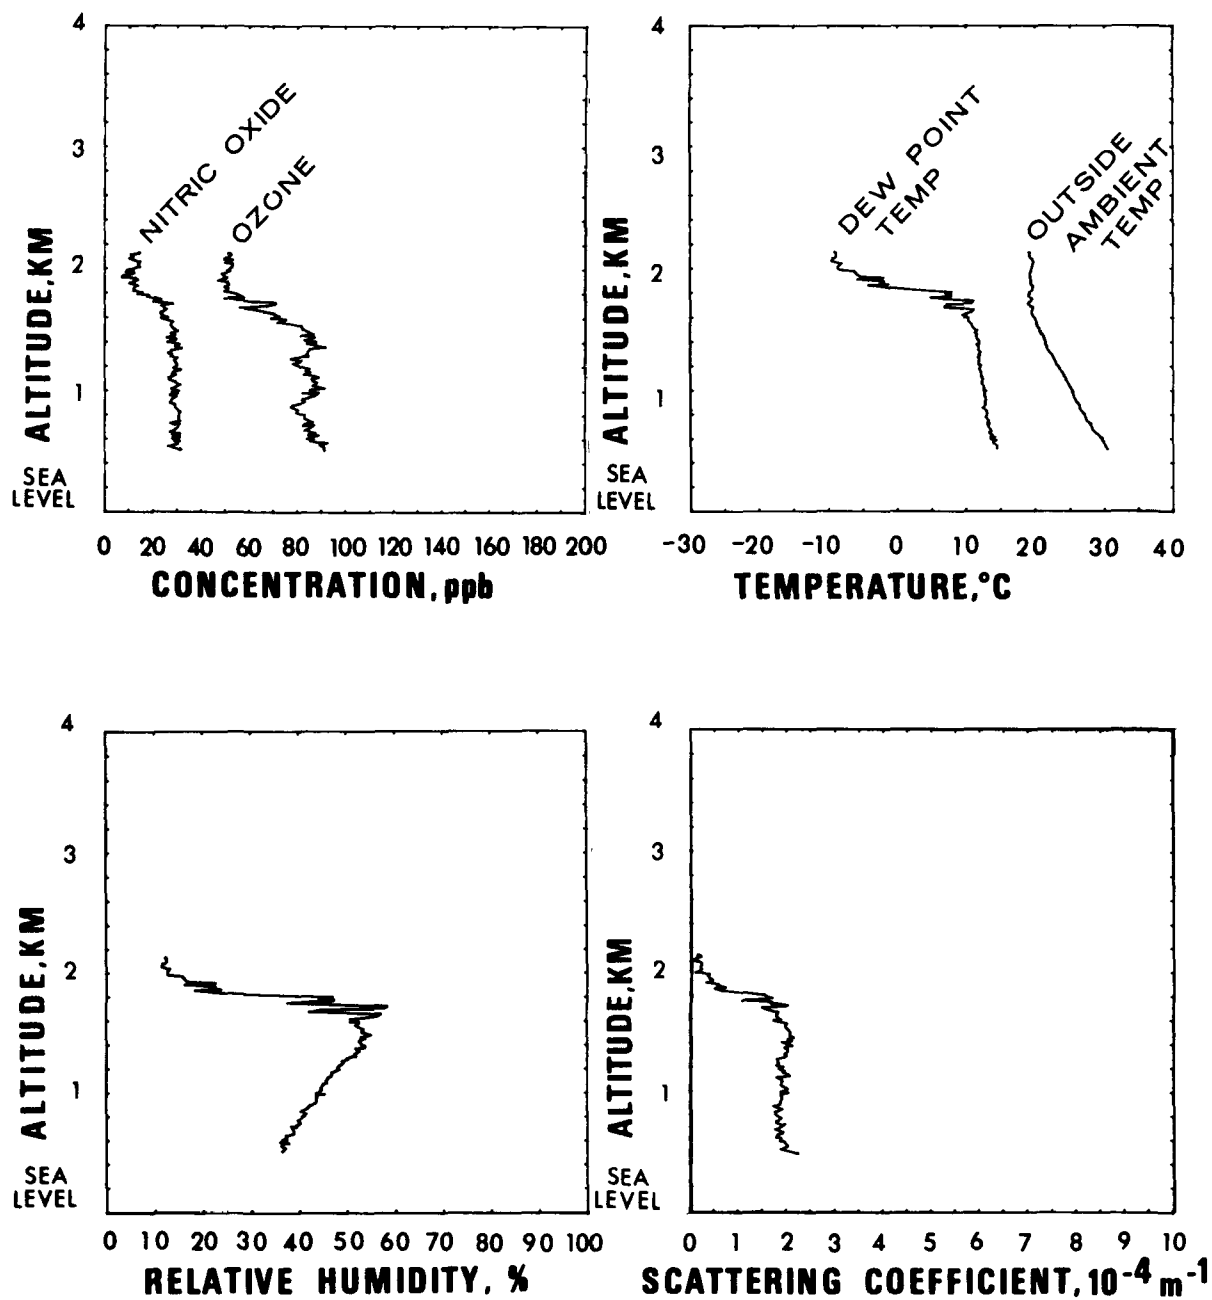 4
3
2
1
ALTITUDE, KM
SEA
LEVEL
NITRIC OXIDE
OZONE
0 20 40 60 80 100 120 140 160 180 200
CONCENTRATION, ppb
4
3
2
1
ALTITUDE, KM
SEA
LEVEL
DEW POINT
TEMP
OUTSIDE
AMBIENT
TEMP
-30 -20 -10 0 10 20 30 40
TEMPERATURE, °C
4
3
2
1
ALTITUDE, KM
SEA
LEVEL
0 10 20 30 40 50 60 70 80 90 100
RELATIVE HUMIDITY, %
4
3
2
1
ALTITUDE, KM
SEA
LEVEL
0 1 2 3 4 5 6 7 8 9 10
SCATTERING COEFFICIENT, 10⁻⁴ m⁻¹